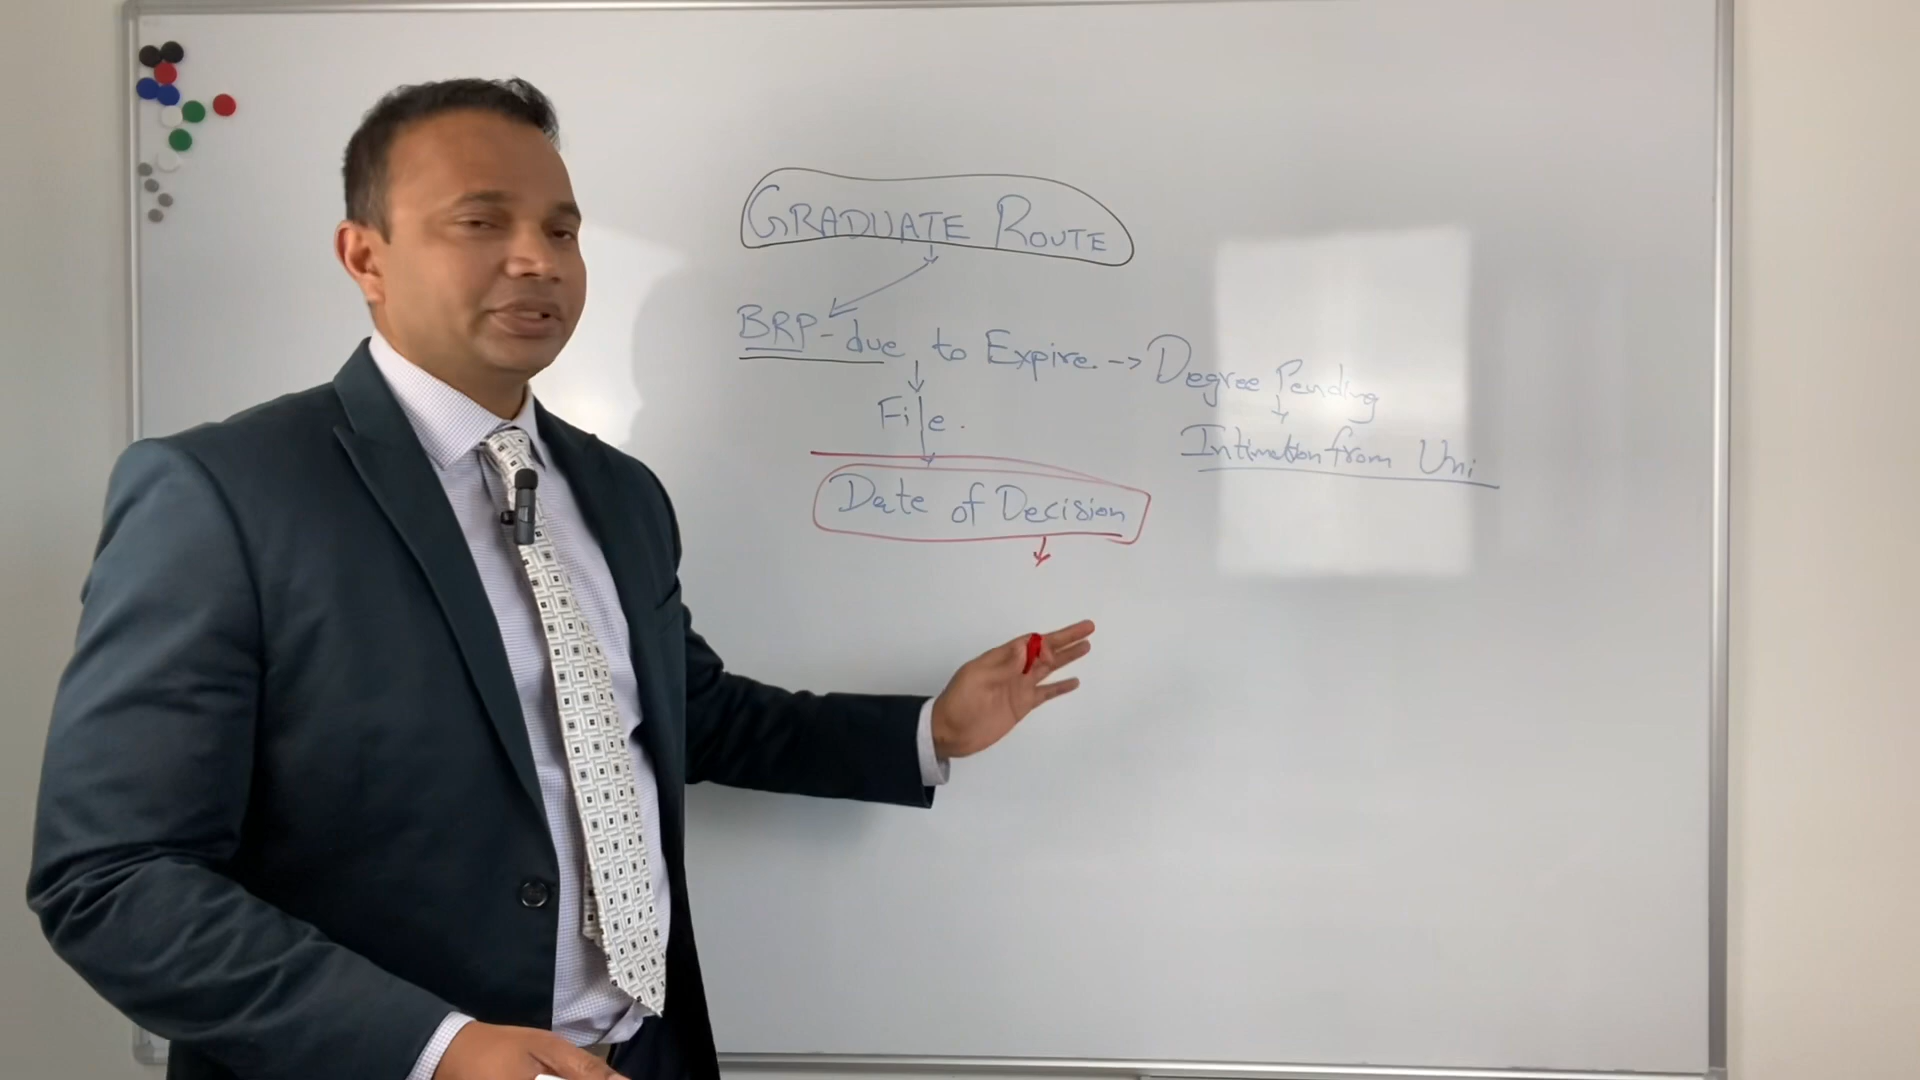 GRADUATE ROUTE
BRP - due to Expire -> Degree Pending
File.
Intimation from Uni
Date of Decision